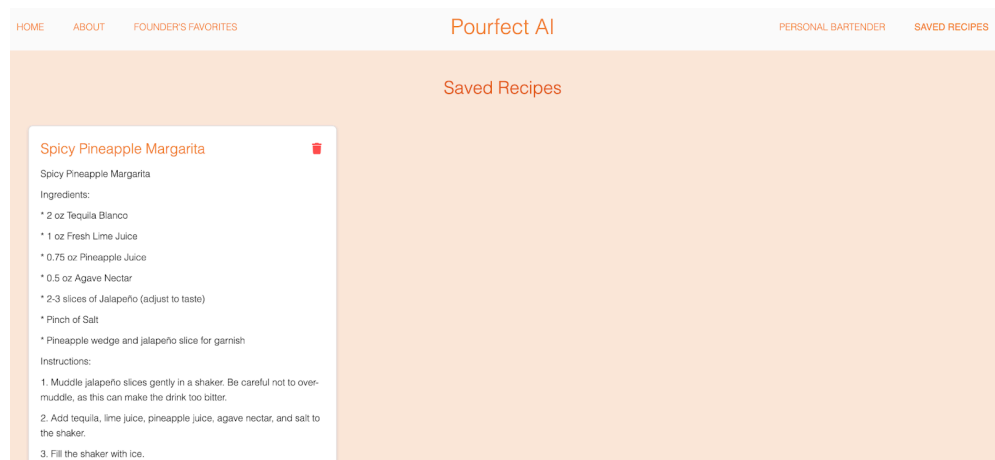 HOME ABOUT FOUNDER'S FAVORITES Pourfect AI PERSONAL BARTENDER SAVED RECIPES
Saved Recipes
Spicy Pineapple Margarita
Spicy Pineapple Margarita
Ingredients:
* 2 oz Tequila Blanco
* 1 oz Fresh Lime Juice
* 0.75 oz Pineapple Juice
* 0.5 oz Agave Nectar
* 2-3 slices of Jalapeño (adjust to taste)
* Pinch of Salt
* Pineapple wedge and jalapeño slice for garnish
Instructions:
1. Muddle jalapeño slices gently in a shaker. Be careful not to over-
muddle, as this can make the drink too bitter.
2. Add tequila, lime juice, pineapple juice, agave nectar, and salt to
the shaker.
3. Fill the shaker with ice.